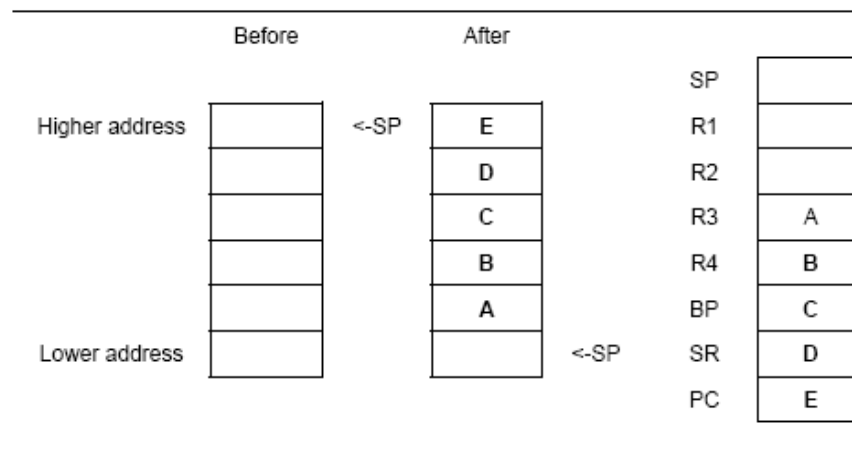 Before After
SP
Higher address <-SP E R1
D R2
C R3 A
B R4 B
A BP C
Lower address <-SP SR D
PC E